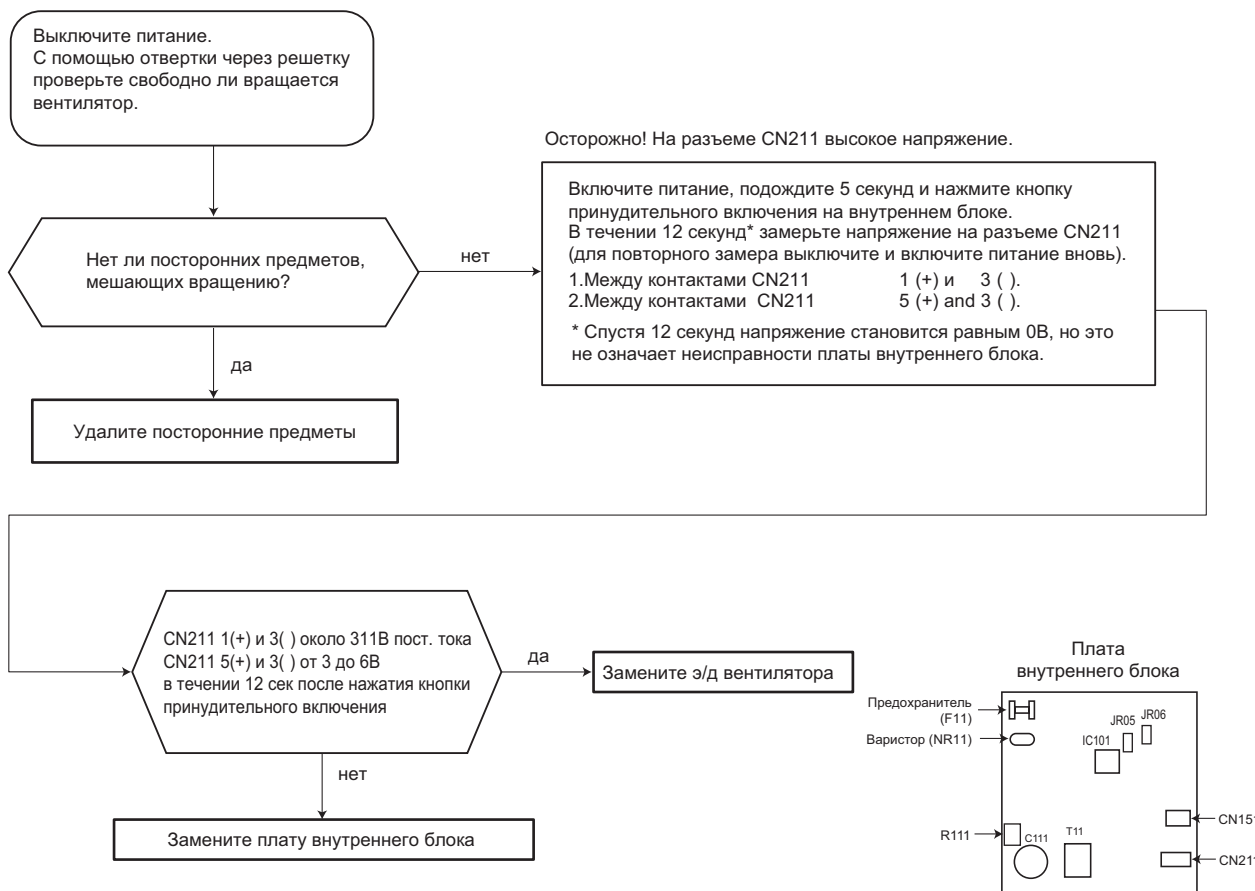 Выключите питание.
С помощью отвертки через решетку
проверьте свободно ли вращается
вентилятор.
Нет ли посторонних предметов,
мешающих вращению?
нет
да
Удалите посторонние предметы
Осторожно! На разъеме CN211 высокое напряжение.
Включите питание, подождите 5 секунд и нажмите кнопку
принудительного включения на внутреннем блоке.
В течении 12 секунд* замерьте напряжение на разъеме CN211
(для повторного замера выключите и включите питание вновь).
1.Между контактами CN211 1 (+) и 3 ( ).
2.Между контактами CN211 5 (+) and 3 ( ).
* Спустя 12 секунд напряжение становится равным 0В, но это
не означает неисправности платы внутреннего блока.
CN211 1(+) и 3( ) около 311В пост. тока
CN211 5(+) и 3( ) от 3 до 6В
в течении 12 сек после нажатия кнопки
принудительного включения
да
Замените э/д вентилятора
нет
Замените плату внутреннего блока
Плата
внутреннего блока
Предохранитель
(F11)
Варистор (NR11)
JR05
JR06
IC101
R111
C111
T11
CN151
CN211